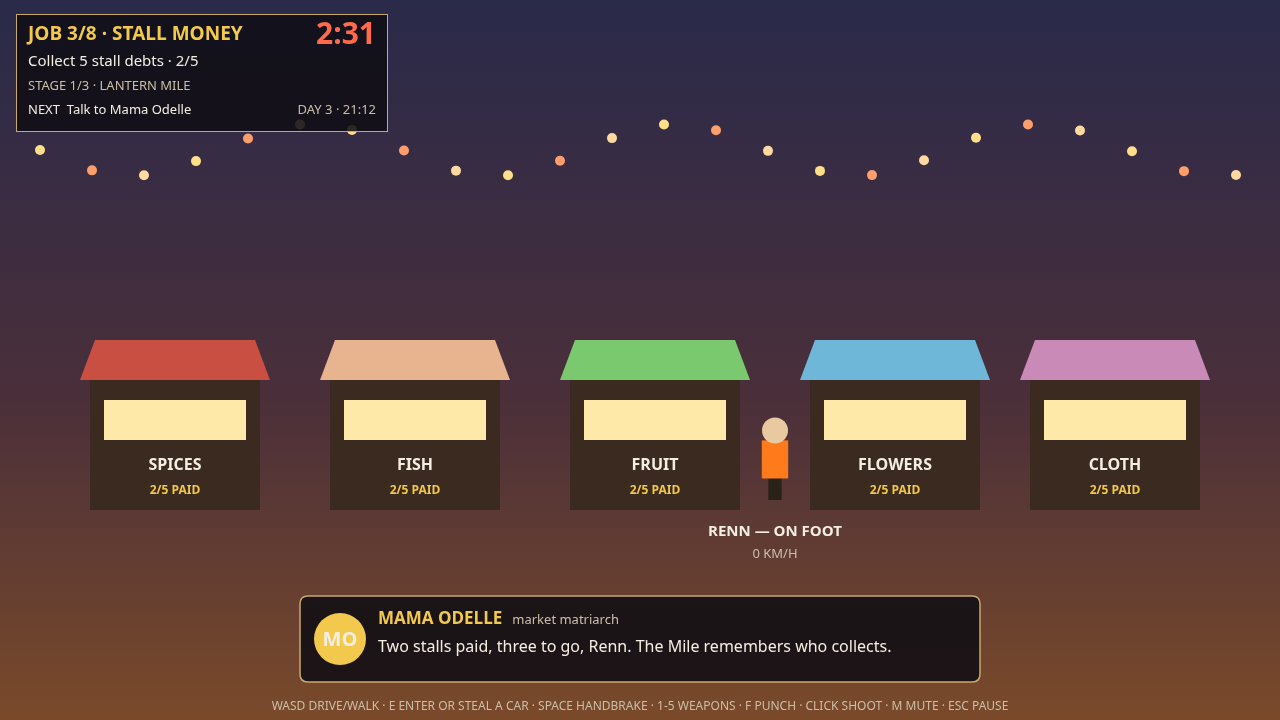 JOB 3/8 · STALL MONEY 2:31
Collect 5 stall debts · 2/5
STAGE 1/3 · LANTERN MILE
NEXT Talk to Mama Odelle DAY 3 · 21:12
SPICES FISH FRUIT FLOWERS CLOTH
2/5 PAID 2/5 PAID 2/5 PAID 2/5 PAID 2/5 PAID
RENN — ON FOOT
0 KM/H
MO
MAMA ODELLE market matriarch
Two stalls paid, three to go, Renn. The Mile remembers who collects.
WASD DRIVE/WALK · E ENTER OR STEAL A CAR · SPACE HANDBRAKE · 1-5 WEAPONS · F PUNCH · CLICK SHOOT · M MUTE · ESC PAUSE